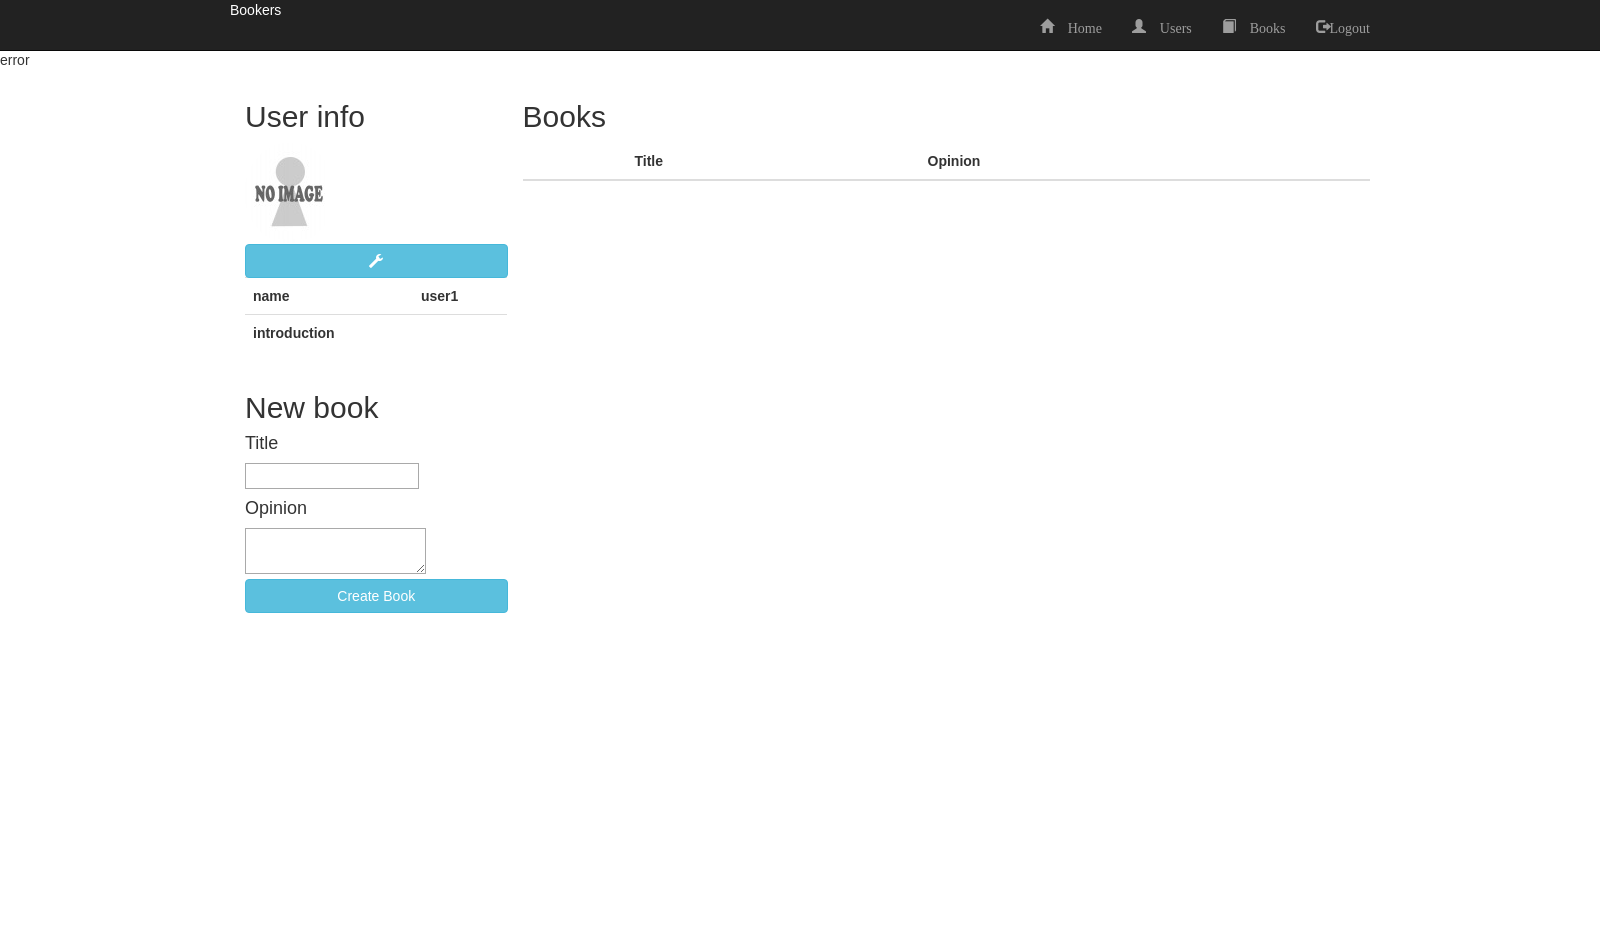 Bookers
Home Users Books Logout
error
User info
NO IMAGE
name user1
introduction
New book
Title
Opinion
Create Book
Books
Title Opinion